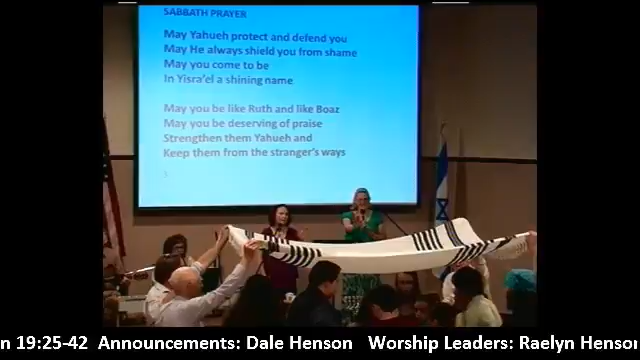 SABBATH PRAYER
May Yahueh protect and defend you
May He always shield you from shame
May you come to be
In Yisra'el a shining name
May you be like Ruth and like Boaz
May you be deserving of praise
Strengthen them Yahueh and
Keep them from the stranger's ways
n 19:25-42 Announcements: Dale Henson Worship Leaders: Raelyn Henson